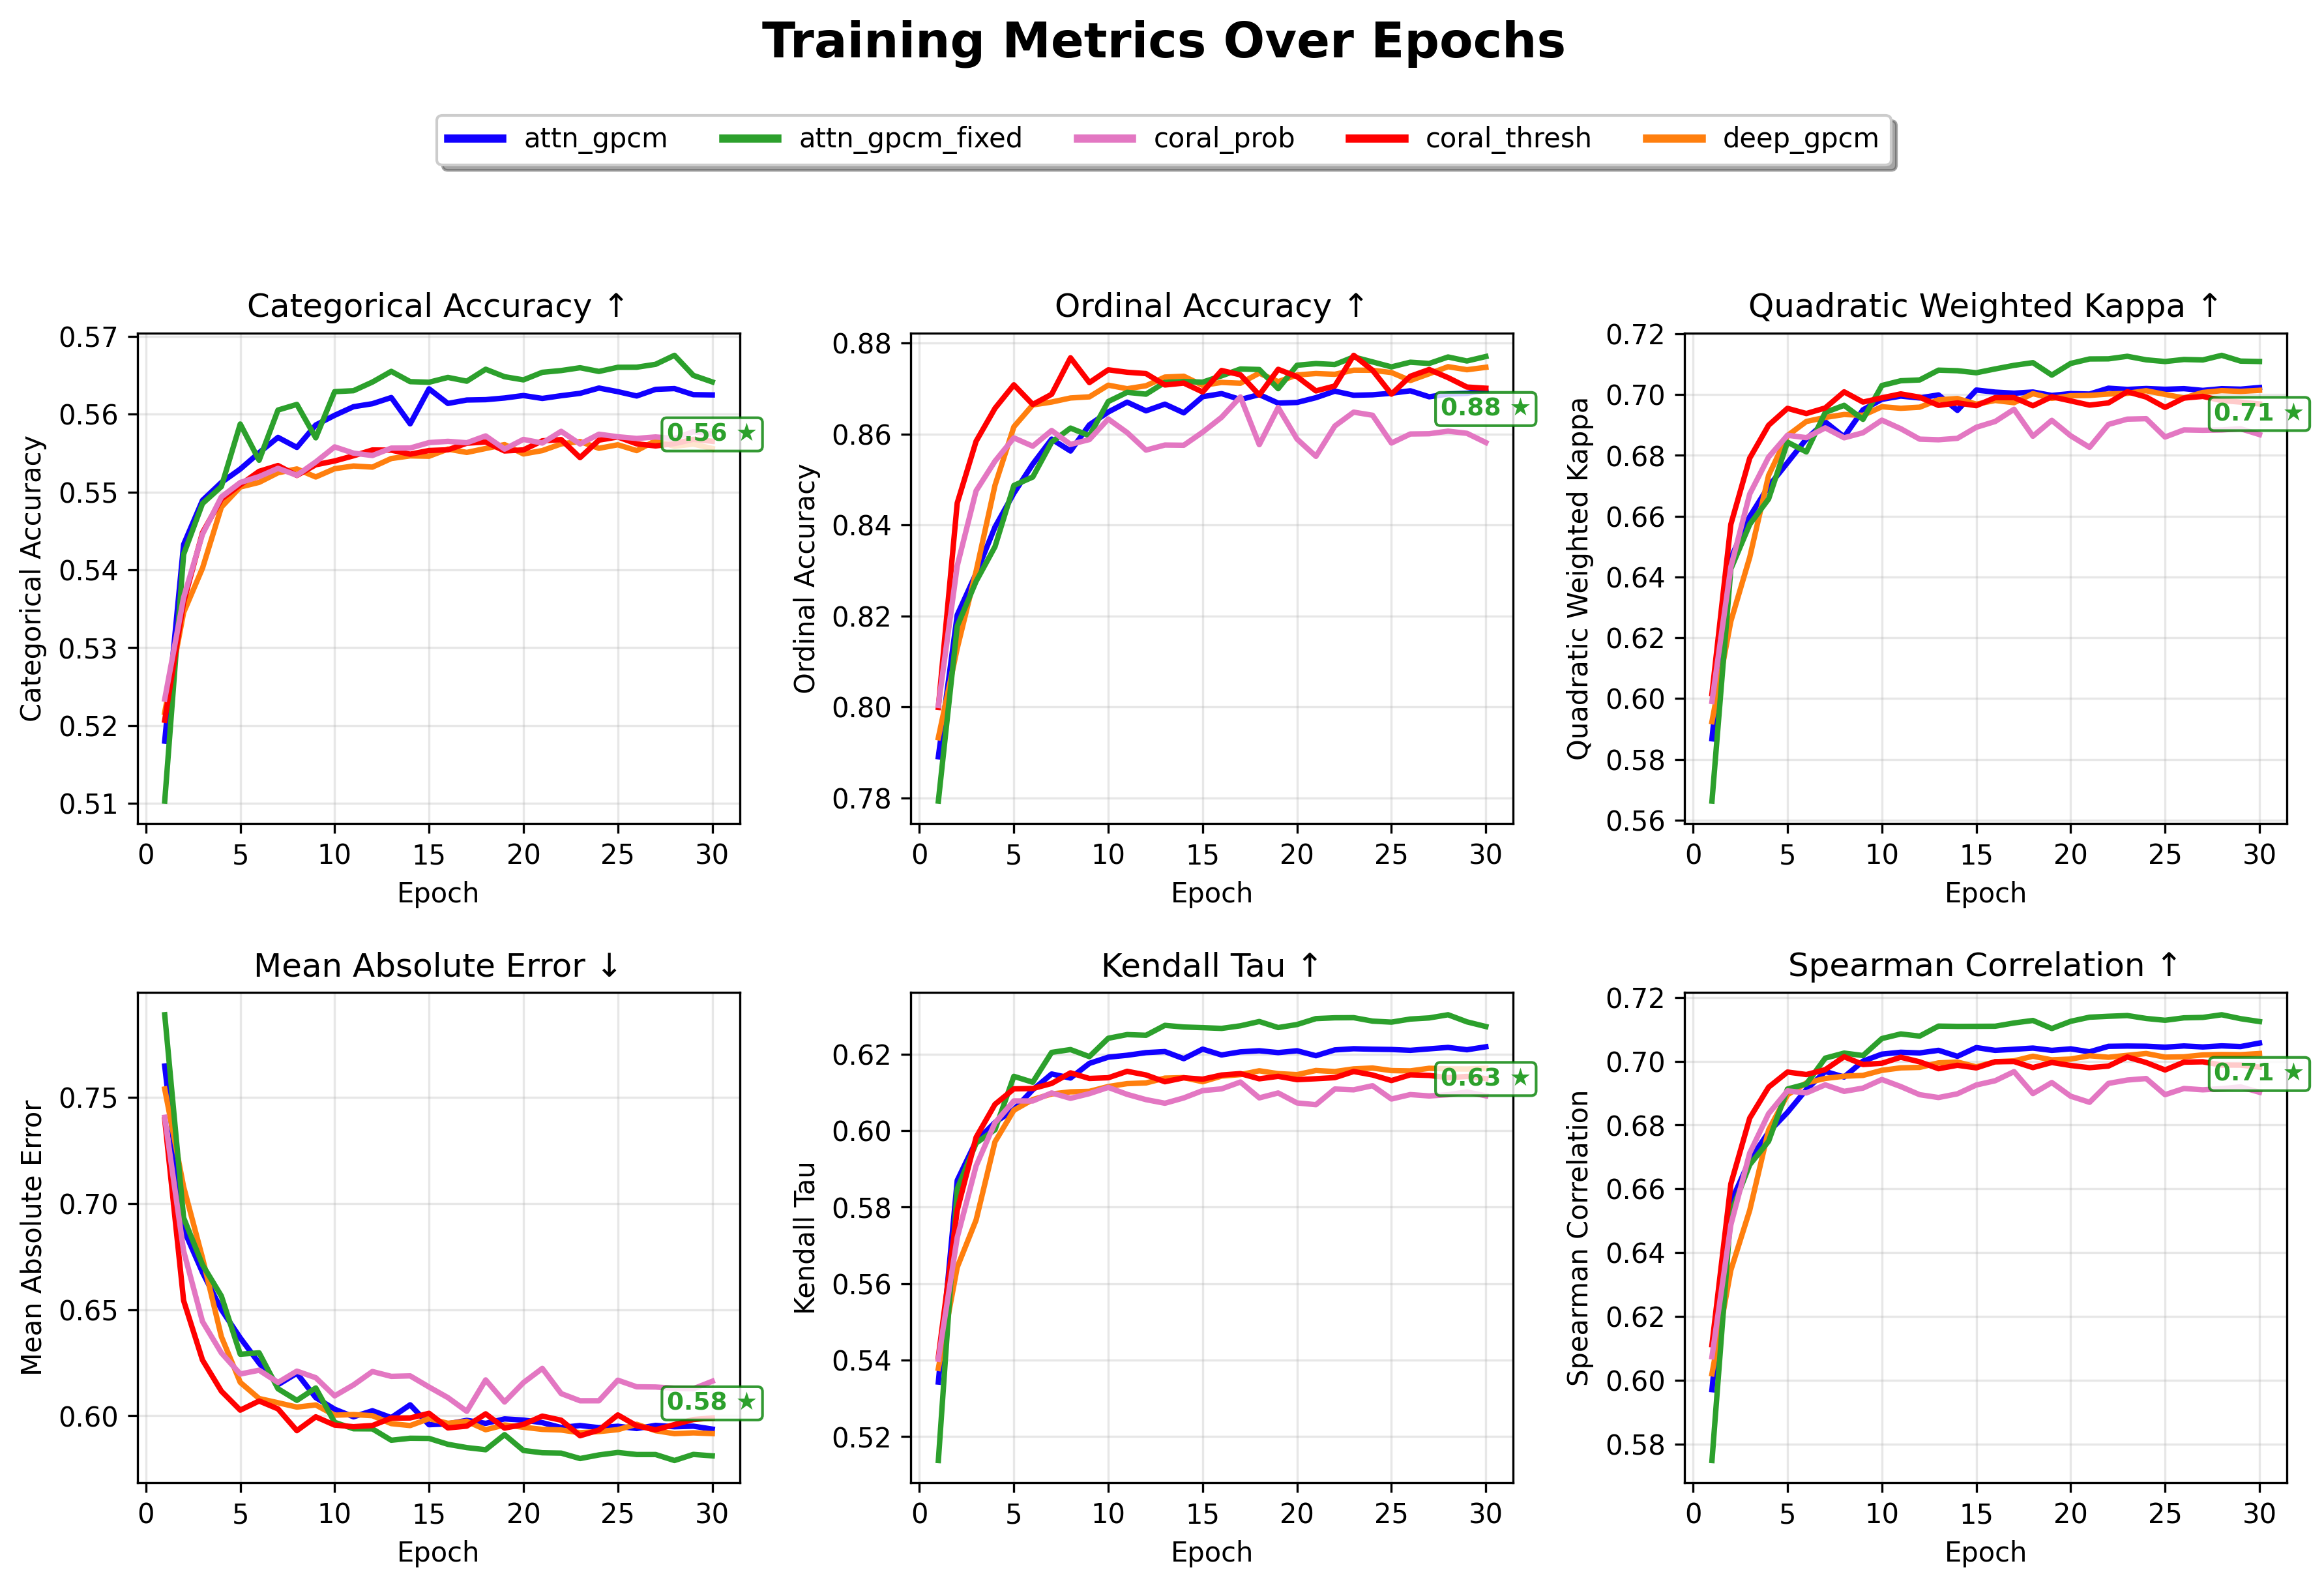 Training Metrics Over Epochs
attn_gpcm attn_gpcm_fixed coral_prob coral_thresh deep_gpcm
Categorical Accuracy ↑
Categorical Accuracy
0.57
0.56
0.55
0.54
0.53
0.52
0.51
0.56 ★
0 5 10 15 20 25 30
Epoch
Ordinal Accuracy ↑
Ordinal Accuracy
0.88
0.86
0.84
0.82
0.80
0.78
0.88 ★
0 5 10 15 20 25 30
Epoch
Quadratic Weighted Kappa ↑
Quadratic Weighted Kappa
0.72
0.70
0.68
0.66
0.64
0.62
0.60
0.58
0.56
0.71 ★
0 5 10 15 20 25 30
Epoch
Mean Absolute Error ↓
Mean Absolute Error
0.75
0.70
0.65
0.60
0.58 ★
0 5 10 15 20 25 30
Epoch
Kendall Tau ↑
Kendall Tau
0.62
0.60
0.58
0.56
0.54
0.52
0.63 ★
0 5 10 15 20 25 30
Epoch
Spearman Correlation ↑
Spearman Correlation
0.72
0.70
0.68
0.66
0.64
0.62
0.60
0.58
0.71 ★
0 5 10 15 20 25 30
Epoch